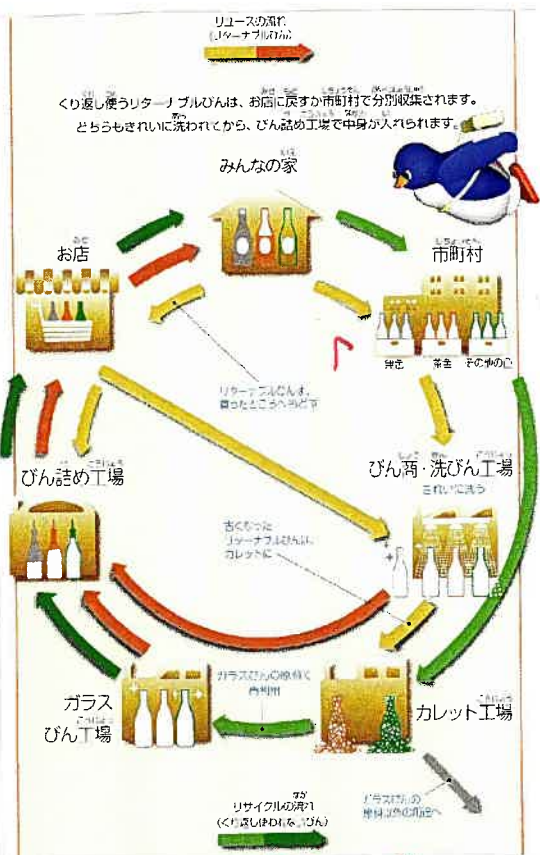 リユースの流れ
(リターナブルびん)
くり返し使うリターナブルびんは、お店に戻すか市町村で分別収集されます。
どちらもきれいに洗われてから、びん詰め工場で中身が入れられます。
みんなの家
お店
市町村
無色 茶色 その他の色
リターナブルびんは、
買ったところへもどす
びん詰め工場
びん商・洗びん工場
きれいに洗う
古くなった
リターナブルびんは、
カレットに
ガラス
びん工場
ガラスびんの原料に
再利用
カレット工場
リサイクルの流れ
(くり返し使われないびん)
ガラスびんの
原料以外の用途へ